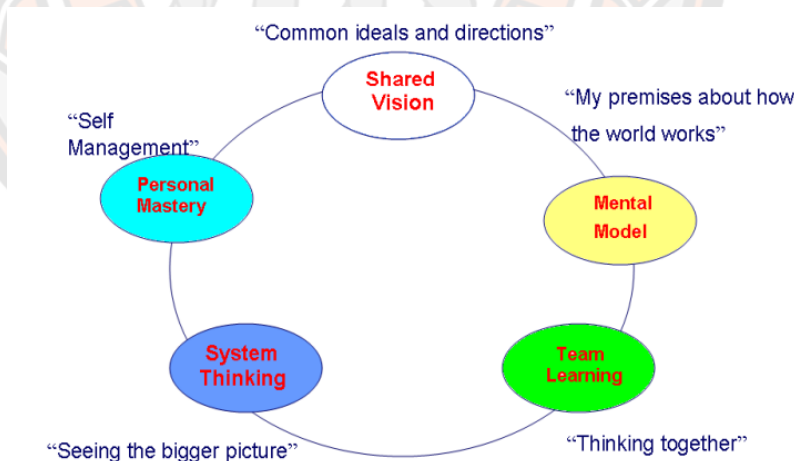 “Common ideals and directions”
Shared
Vision
“My premises about how
the world works”
“Self
Management”
Personal
Mastery
Mental
Model
System
Thinking
Team
Learning
“Seeing the bigger picture”
“Thinking together”